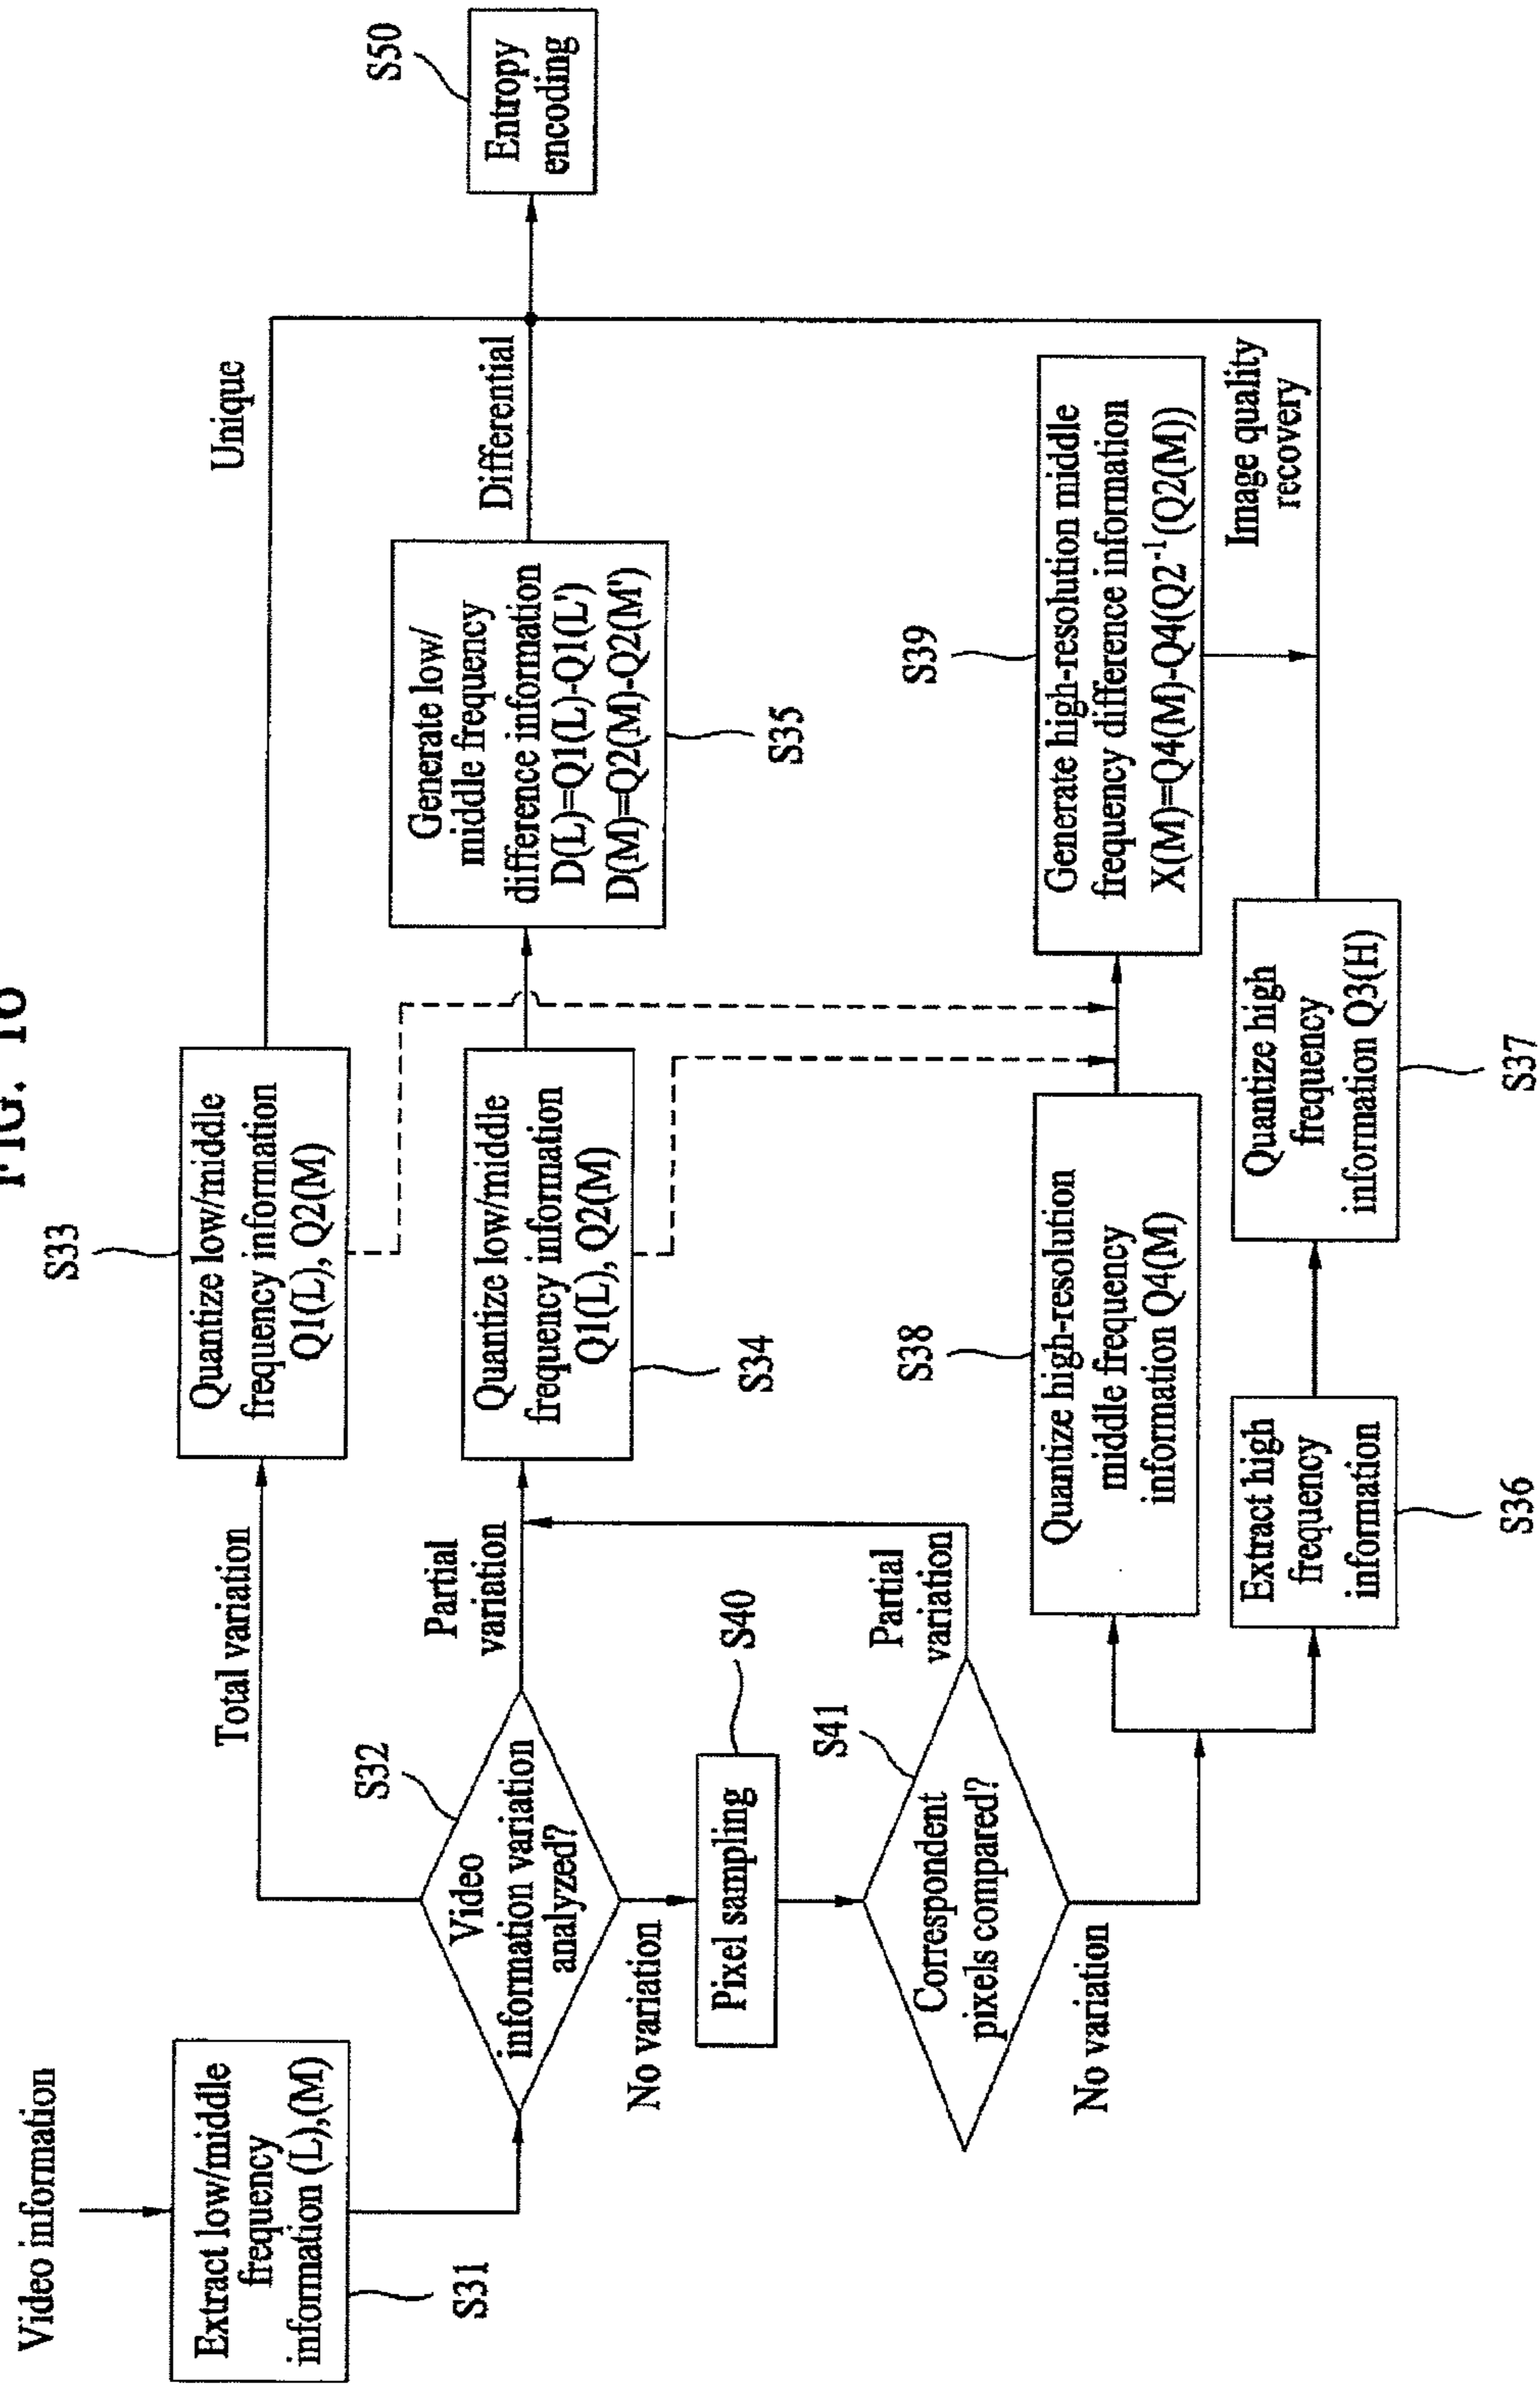 FIG. 16
Video information
Extract low/middle
frequency
information (L),(M)
S31
Video
information variation
analyzed?
S32
Total variation
Partial
variation
No variation
Quantize low/middle
frequency information
Q1(L), Q2(M)
S33
Unique
Quantize low/middle
frequency information
Q1(L), Q2(M)
S34
Generate low/
middle frequency
difference information
D(L)=Q1(L)-Q1(L')
D(M)=Q2(M)-Q2(M')
S35
Differential
Entropy
encoding
S50
Pixel sampling
S40
Correspondent
pixels compared?
S41
Partial
variation
No variation
Quantize high-resolution
middle frequency
information Q4(M)
S38
Generate high-resolution middle
frequency difference information
X(M)=Q4(M)-Q4(Q2⁻¹(Q2(M))
S39
Extract high
frequency
information
S36
Quantize high
frequency
information Q3(H)
S37
Image quality
recovery